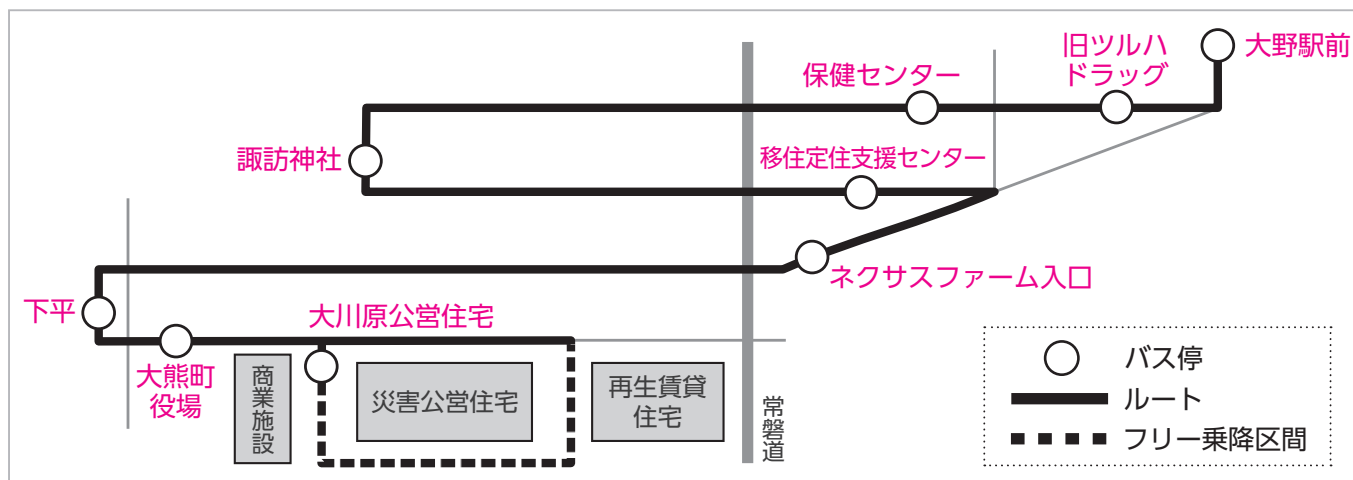 旧ツルハ
ドラッグ
大野駅前
保健センター
諏訪神社
移住定住支援センター
ネクサスファーム入口
下平
大川原公営住宅
大熊町
役場
商業施設
災害公営住宅
再生賃貸
住宅
常磐道
バス停
ルート
フリー乗降区間